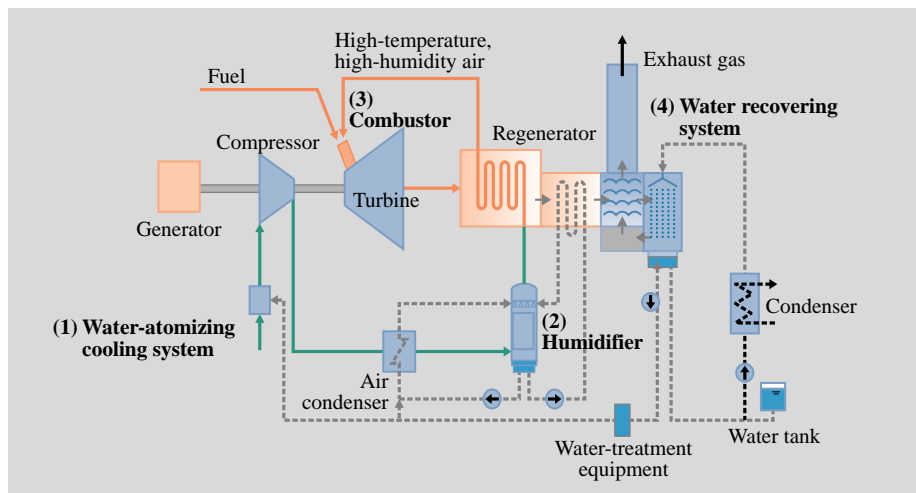 High-temperature,
high-humidity air
Fuel
(3)
Combustor
Compressor
Turbine
Generator
Regenerator
Exhaust gas
(4) Water recovering
system
(1) Water-atomizing
cooling system
Air
condenser
(2)
Humidifier
Condenser
Water tank
Water-treatment
equipment